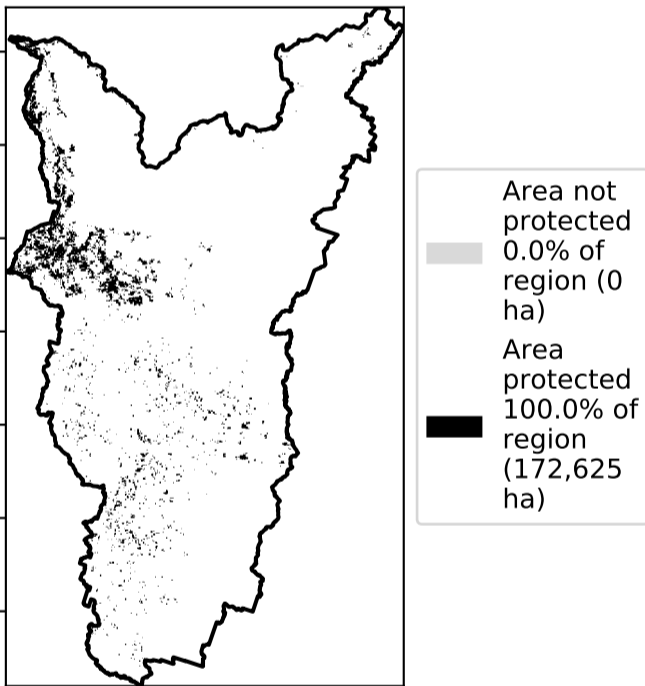 Area not
protected
0.0% of
region (0
ha)
Area
protected
100.0% of
region
(172,625
ha)